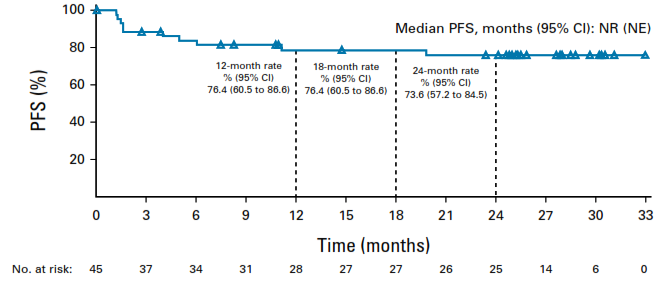 100
80
60
40
20
PFS (%)
Median PFS, months (95% CI): NR (NE)
12-month rate
% (95% CI)
76.4 (60.5 to 86.6)
18-month rate
% (95% CI)
76.4 (60.5 to 86.6)
24-month rate
% (95% CI)
73.6 (57.2 to 84.5)
0 3 6 9 12 15 18 21 24 27 30 33
Time (months)
No. at risk: 45 37 34 31 28 27 27 26 25 14 6 0